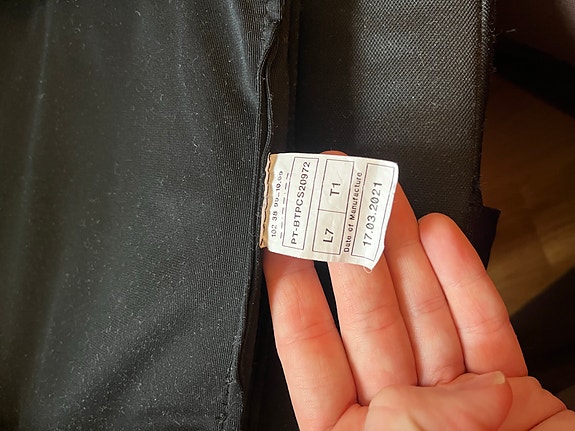 PT-BTPCS20972
L7 T1
Date of Manufacture
17.03.2021